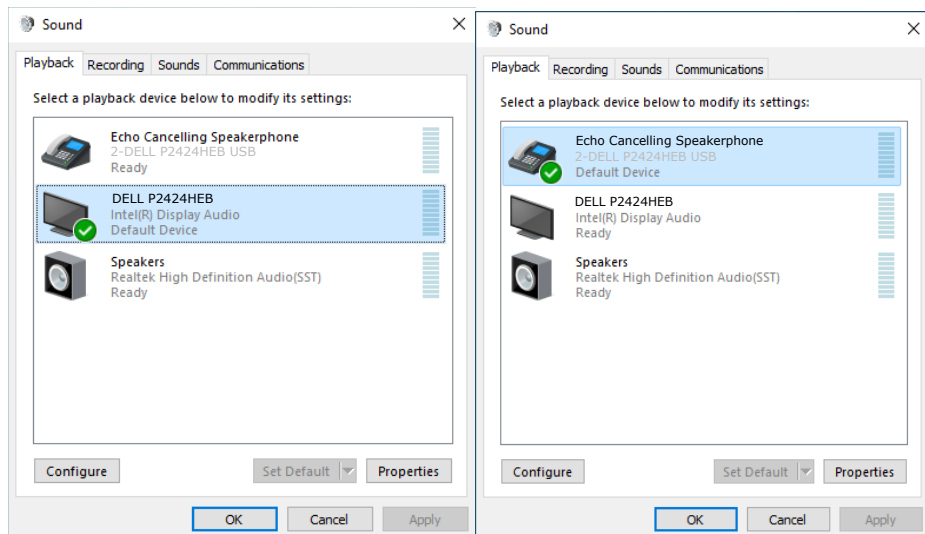 Sound
Playback Recording Sounds Communications
Select a playback device below to modify its settings:
Echo Cancelling Speakerphone
2-DELL P2424HEB USB
Ready
DELL P2424HEB
Intel(R) Display Audio
Default Device
Speakers
Realtek High Definition Audio(SST)
Ready
Configure Set Default Properties
OK Cancel Apply
Sound
Playback Recording Sounds Communications
Select a playback device below to modify its settings:
Echo Cancelling Speakerphone
2-DELL P2424HEB USB
Default Device
DELL P2424HEB
Intel(R) Display Audio
Ready
Speakers
Realtek High Definition Audio(SST)
Ready
Configure Set Default Properties
OK Cancel Apply